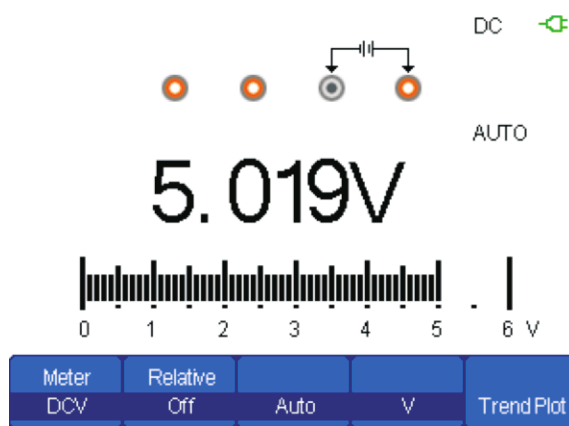 DC
AUTO
5.019V
0 1 2 3 4 5 6 V
Meter Relative
DCV Off Auto V Trend Plot